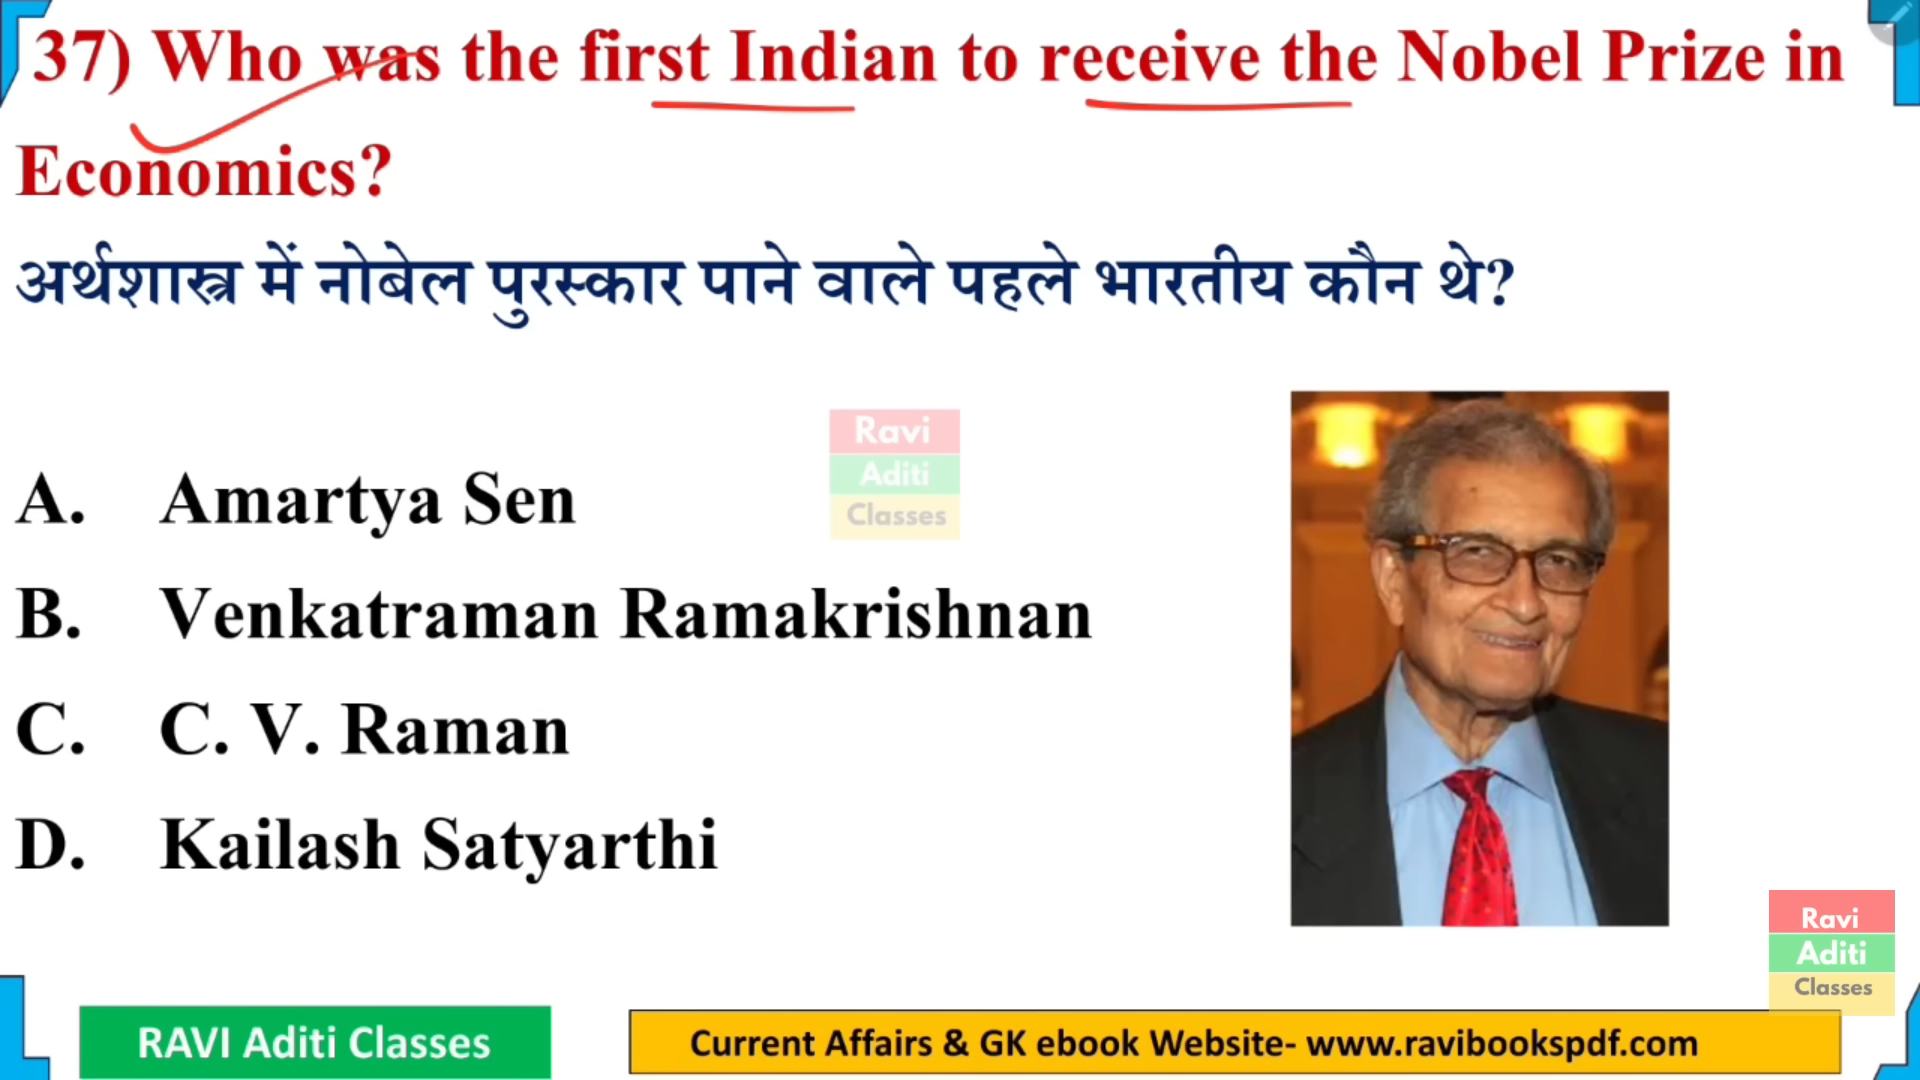 37) Who was the first Indian to receive the Nobel Prize in
Economics?
अर्थशास्त्र में नोबेल पुरस्कार पाने वाले पहले भारतीय कौन थे?
A. Amartya Sen
B. Venkatraman Ramakrishnan
C. C. V. Raman
D. Kailash Satyarthi
Ravi
Aditi
Classes
Ravi
Aditi
Classes
RAVI Aditi Classes
Current Affairs & GK ebook Website- www.ravibookspdf.com